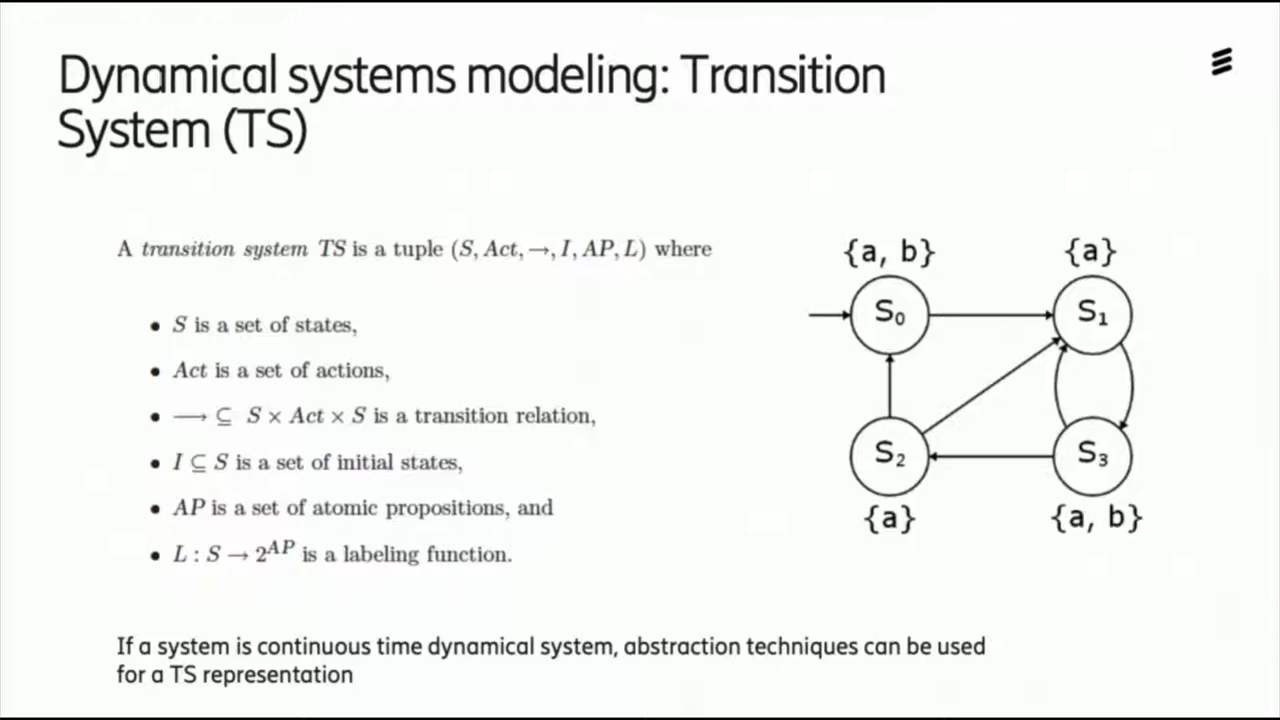 Dynamical systems modeling: Transition
System (TS)
A transition system TS is a tuple (S, Act, →, I, AP, L) where
• S is a set of states,
• Act is a set of actions,
• ⟶ ⊆ S × Act × S is a transition relation,
• I ⊆ S is a set of initial states,
• AP is a set of atomic propositions, and
• L : S → 2^AP is a labeling function.
{a, b}
{a}
S₀
S₁
S₂
S₃
{a}
{a, b}
If a system is continuous time dynamical system, abstraction techniques can be used
for a TS representation